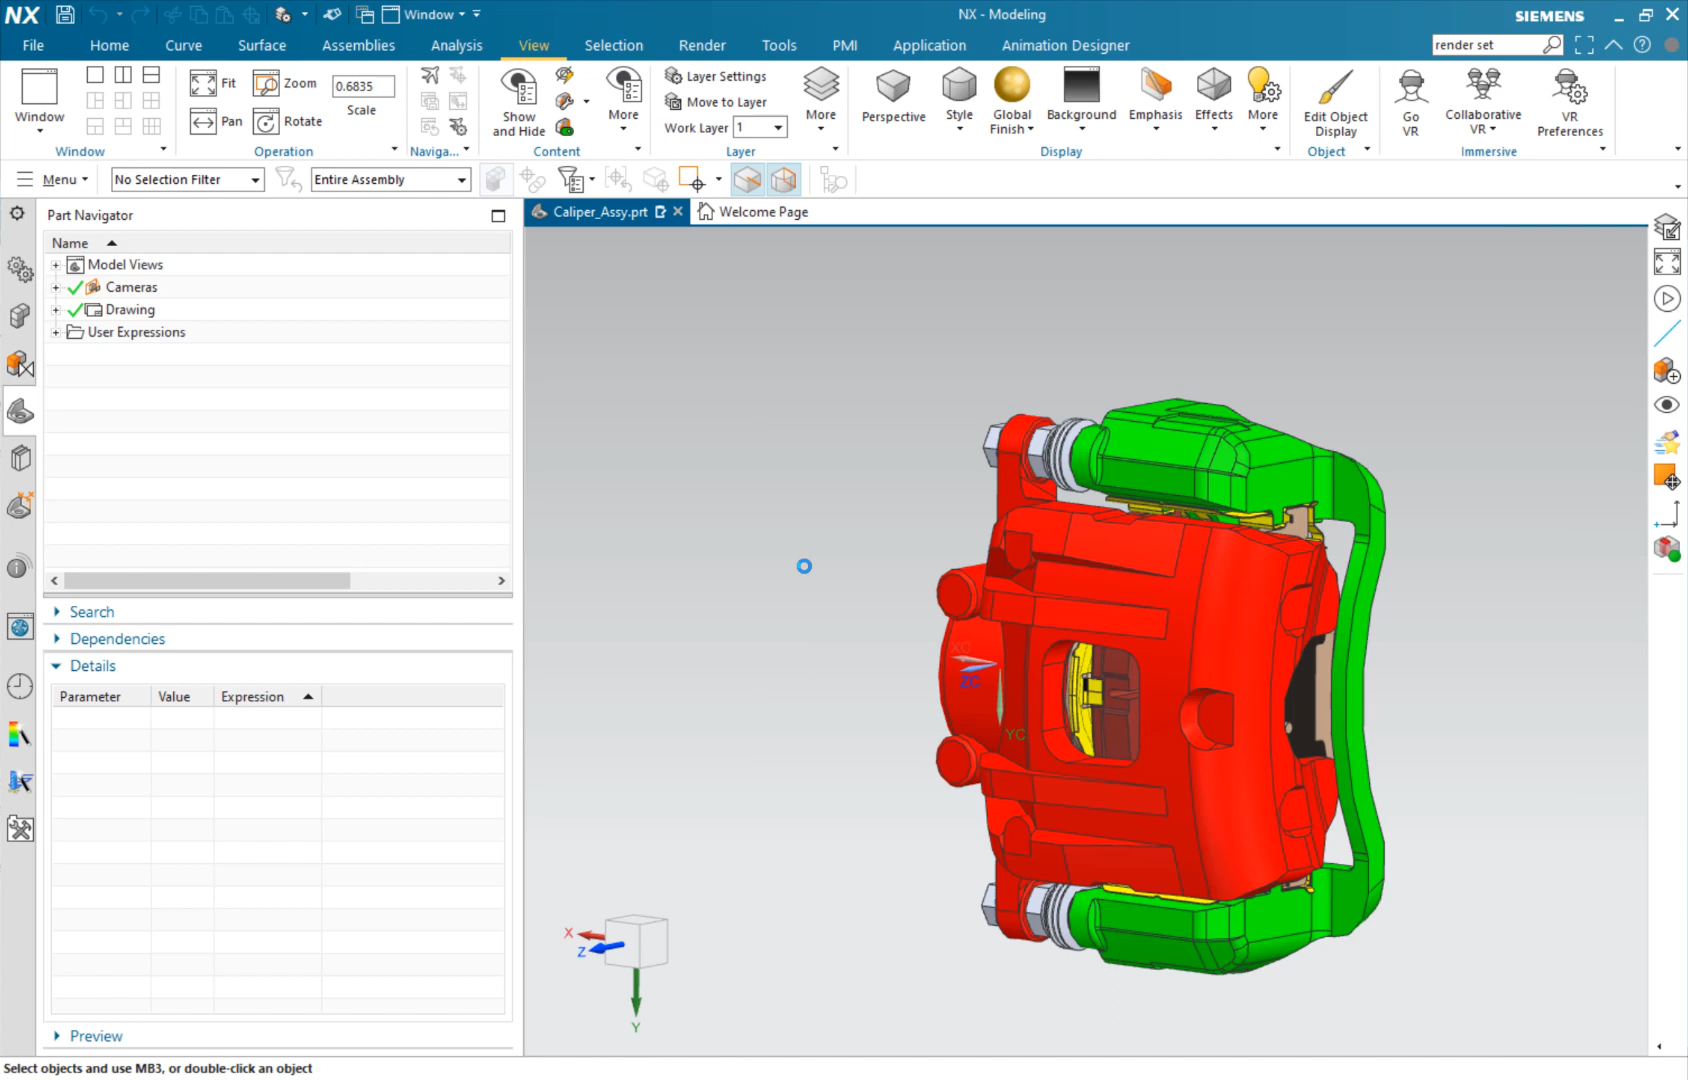 NX Window NX - Modeling SIEMENS
File Home Curve Surface Assemblies Analysis View Selection Render Tools PMI Application Animation Designer render set
Window Fit Zoom 0.6835 Pan Rotate Scale
Show and Hide More
Layer Settings
Move to Layer
Work Layer 1
More
Perspective Style Global Finish Background Emphasis Effects More
Edit Object Display
Go VR Collaborative VR VR Preferences
Window Operation Naviga... Content Layer Display Object Immersive
Menu No Selection Filter Entire Assembly
Part Navigator
Caliper_Assy.prt Welcome Page
Name
Model Views
Cameras
Drawing
User Expressions
Search
Dependencies
Details
Parameter Value Expression
Preview
XC
ZC
YC
X
Z
Y
Select objects and use MB3, or double-click an object